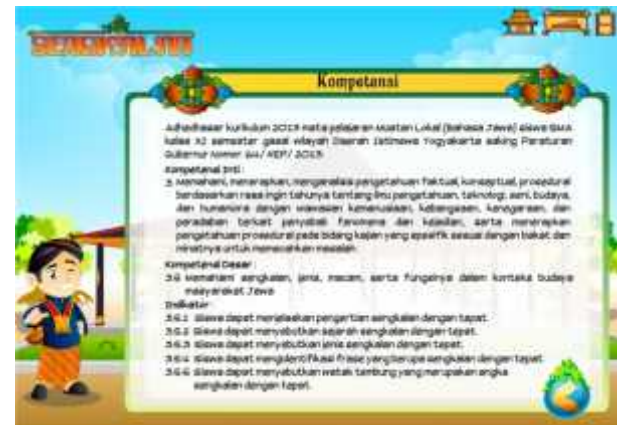 SENGKALAN
Kompetensi
Adhedhasar kurikulum 2013 mata pelajaran Muatan Lokal (Bahasa Jawa) siswa SMA
kelas XI semester gasal wilayah Daerah Istimewa Yogyakarta saking Peraturan
Gubernur Nomor / KEP / 2013.
Kompetensi Inti :
3. Memahami, menerapkan, menganalisis pengetahuan faktual, konseptual, prosedural
berdasarkan rasa ingin tahunya tentang ilmu pengetahuan, teknologi, seni, budaya,
dan humaniora dengan wawasan kemanusiaan, kebangsaan, kenegaraan, dan
peradaban terkait penyebab fenomena dan kejadian, serta menerapkan
pengetahuan prosedural pada bidang kajian yang spesifik sesuai dengan bakat dan
minatnya untuk memecahkan masalah.
Kompetensi Dasar :
3.6 Memahami sengkalan, jenis, macam, serta fungsinya dalam konteks budaya
masyarakat Jawa
Indikator :
3.6.1 Siswa dapat menjelaskan pengertian sengkalan dengan tepat.
3.6.2 Siswa dapat menyebutkan sejarah sengkalan dengan tepat.
3.6.3 Siswa dapat menyebutkan jenis sengkalan dengan tepat.
3.6.4 Siswa dapat mengidentifikasi frase yang berupa sengkalan dengan tepat.
Siswa dapat menyebutkan watak tembung yang merupakan angka
sengkalan dengan tepat.